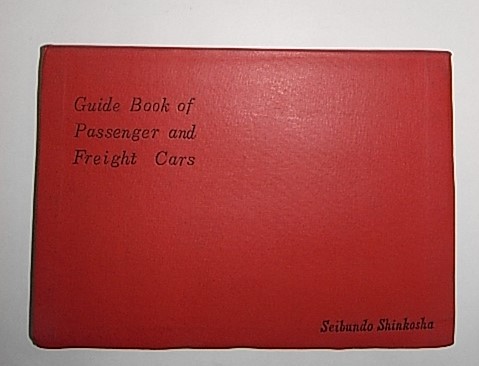 Guide Book of
Passenger and
Freight Cars
Seibundo Shinkosha